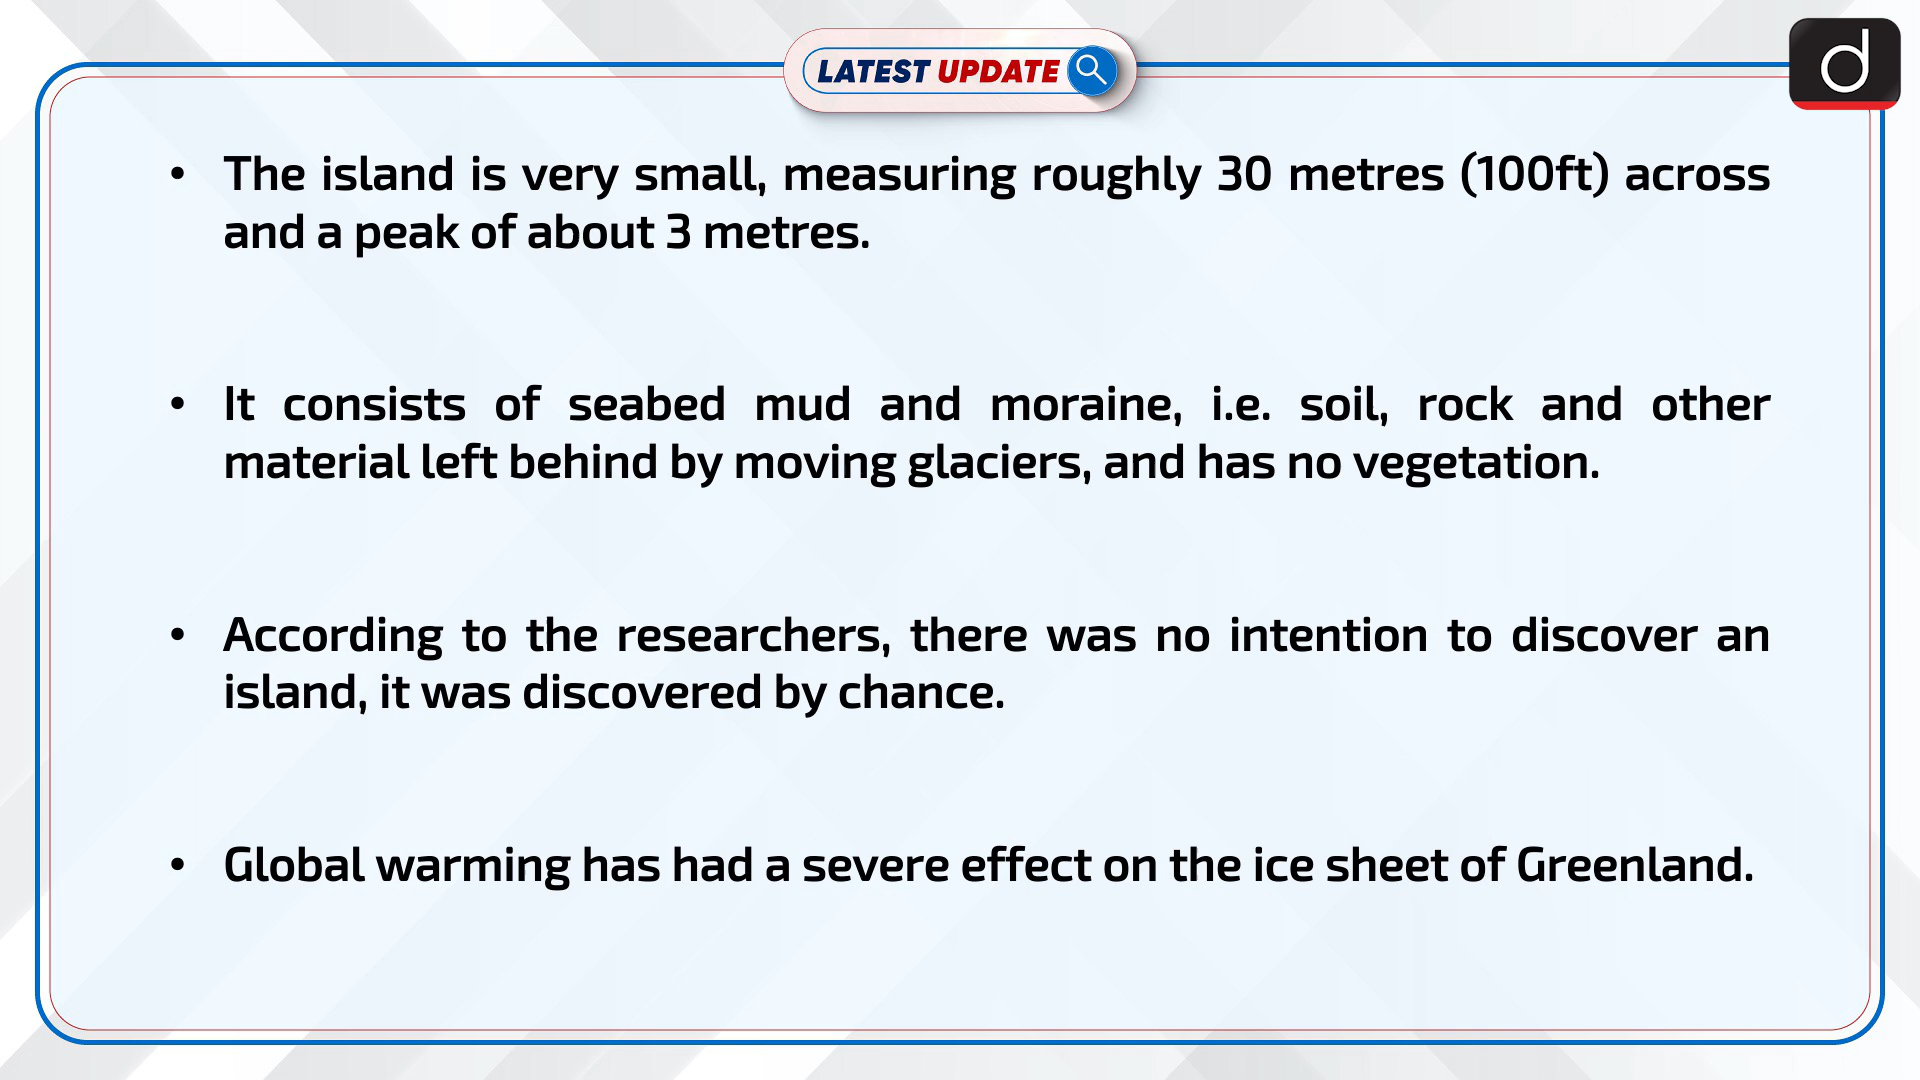 LATEST UPDATE
d
• The island is very small, measuring roughly 30 metres (100ft) across
and a peak of about 3 metres.
• It consists of seabed mud and moraine, i.e. soil, rock and other
material left behind by moving glaciers, and has no vegetation.
• According to the researchers, there was no intention to discover an
island, it was discovered by chance.
• Global warming has had a severe effect on the ice sheet of Greenland.